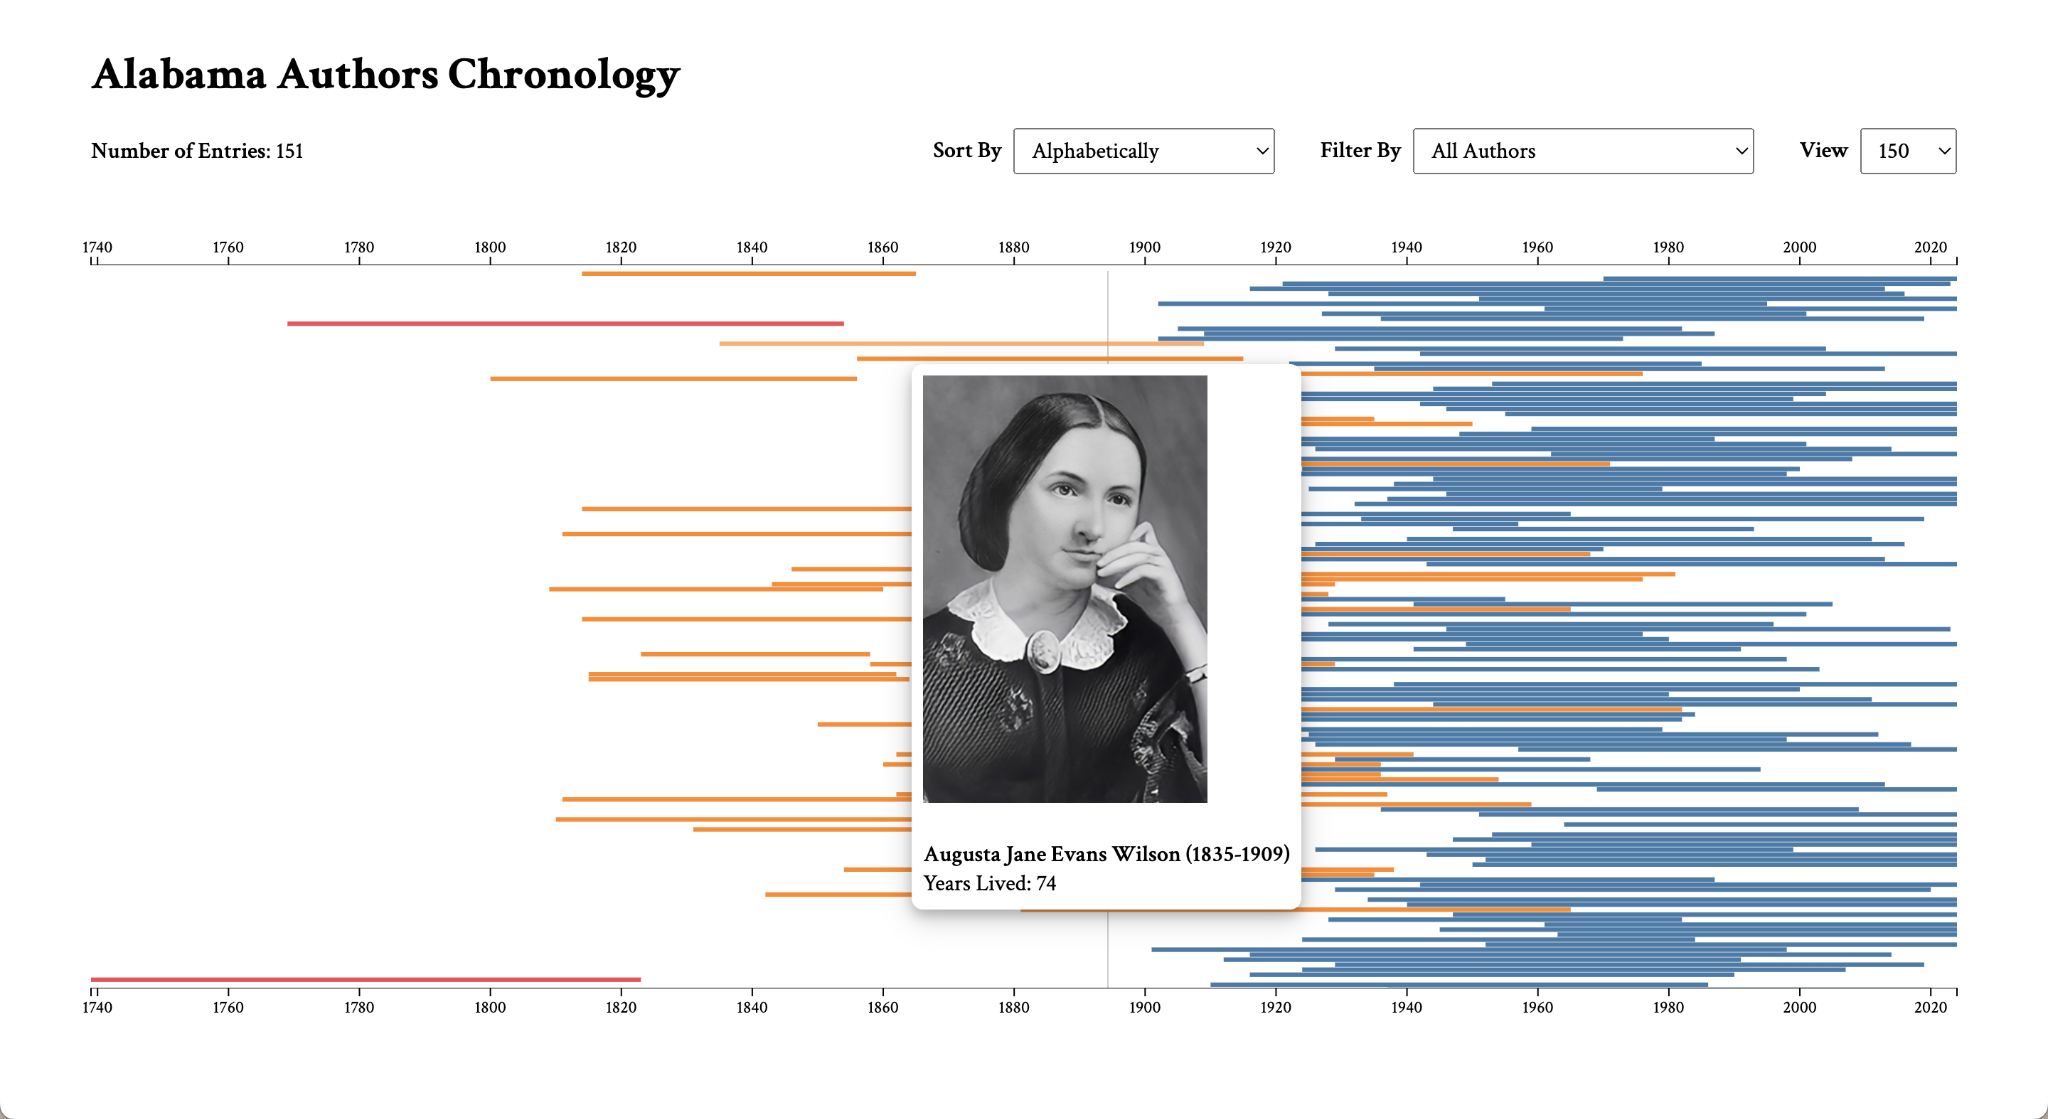 Alabama Authors Chronology
Number of Entries: 151
Sort By Alphabetically Filter By All Authors View 150
1740 1760 1780 1800 1820 1840 1860 1880 1900 1920 1940 1960 1980 2000 2020
Augusta Jane Evans Wilson (1835-1909)
Years Lived: 74
1740 1760 1780 1800 1820 1840 1860 1880 1900 1920 1940 1960 1980 2000 2020